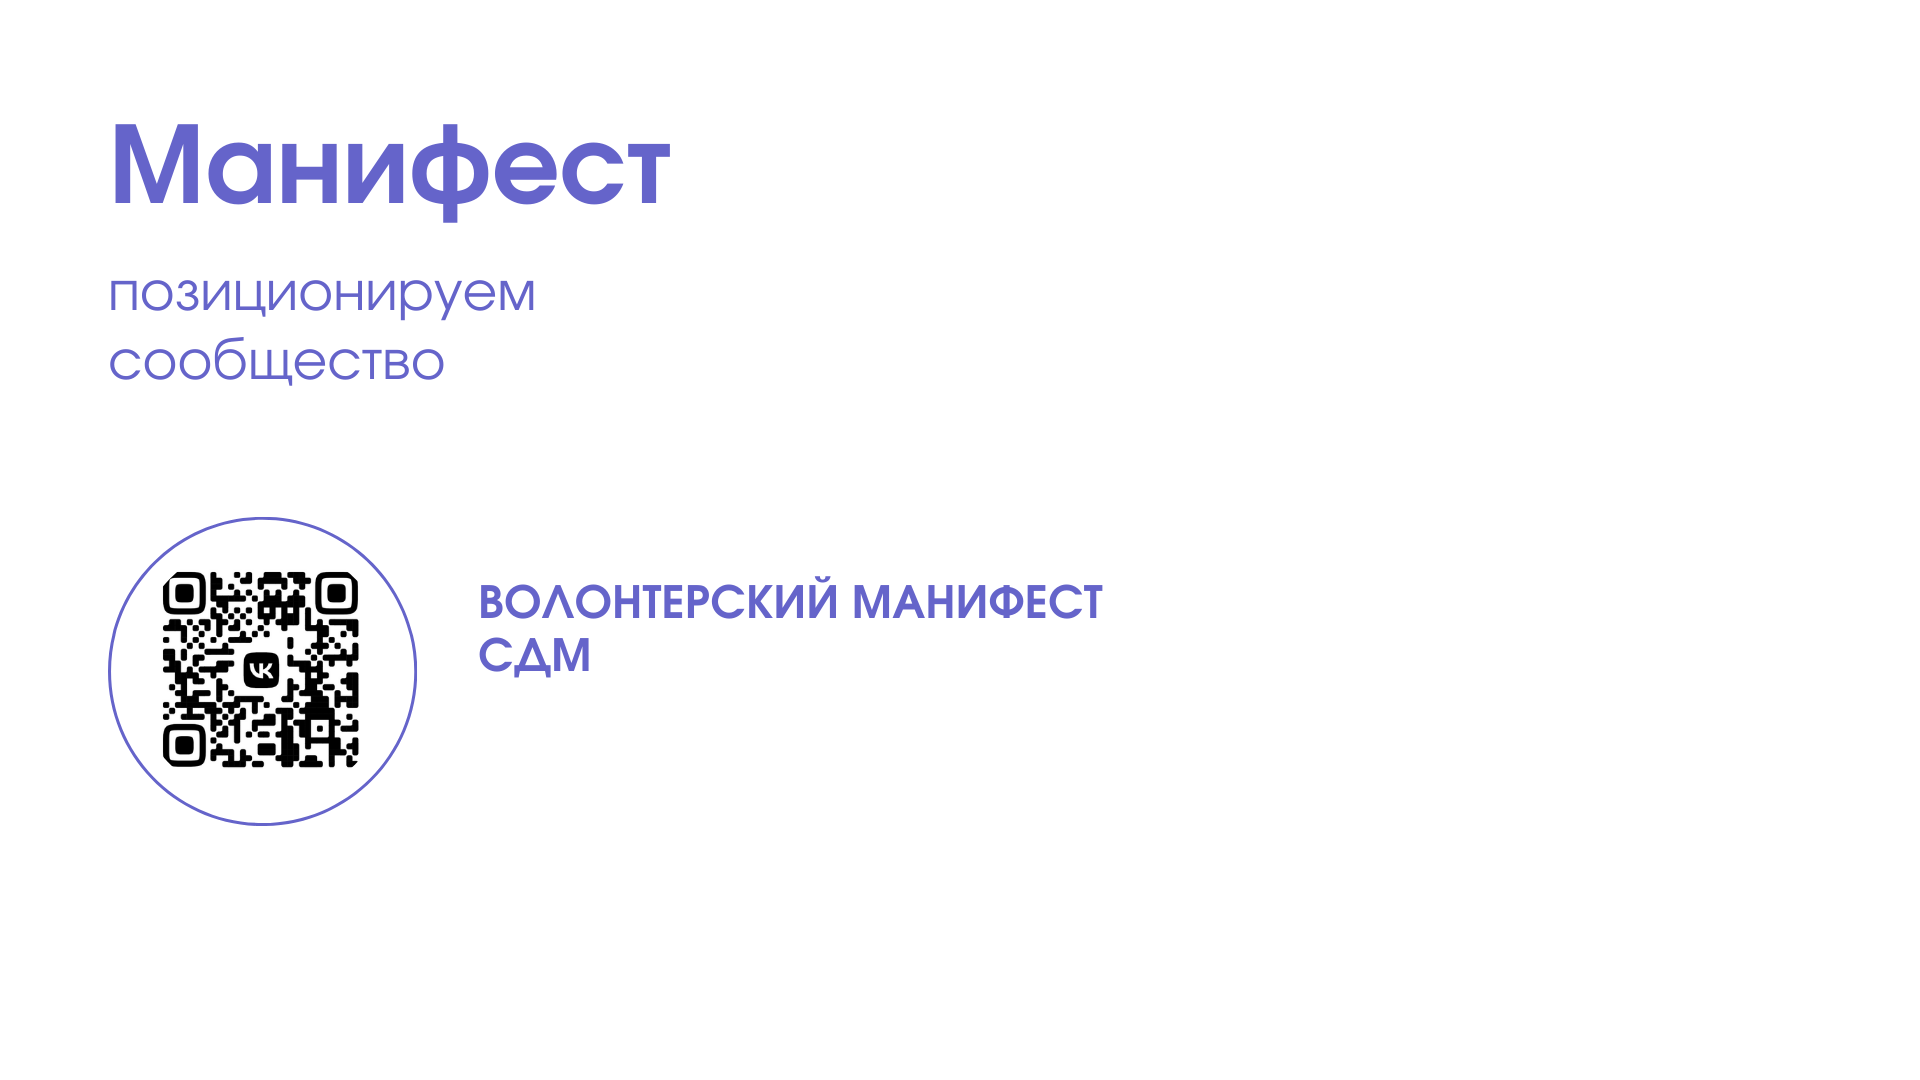 Манифест
позиционируем
сообщество
ВОЛОНТЕРСКИЙ МАНИФЕСТ
СДМ